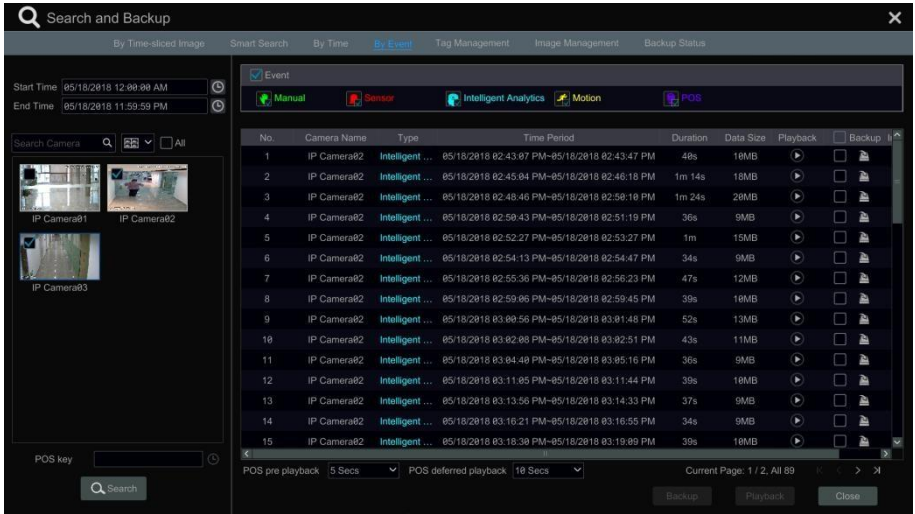 Search and Backup
By Time-sliced Image Smart Search By Time By Event Tag Management Image Management Backup Status
Start Time 05/18/2018 12:00:00 AM
End Time 05/18/2018 11:59:59 PM
Search Camera All
IP Camera01 IP Camera02
IP Camera03
POS key
Search
Event
Manual Sensor Intelligent Analytics Motion POS
No. Camera Name Type Time Period Duration Data Size Playback Backup
1 IP Camera02 Intelligent ... 05/18/2018 02:43:07 PM~05/18/2018 02:43:47 PM 40s 10MB
2 IP Camera02 Intelligent ... 05/18/2018 02:45:04 PM~05/18/2018 02:46:18 PM 1m 14s 18MB
3 IP Camera02 Intelligent ... 05/18/2018 02:48:46 PM~05/18/2018 02:50:10 PM 1m 24s 20MB
4 IP Camera02 Intelligent ... 05/18/2018 02:50:43 PM~05/18/2018 02:51:19 PM 36s 9MB
5 IP Camera02 Intelligent ... 05/18/2018 02:52:27 PM~05/18/2018 02:53:27 PM 1m 15MB
6 IP Camera02 Intelligent ... 05/18/2018 02:54:13 PM~05/18/2018 02:54:47 PM 34s 9MB
7 IP Camera02 Intelligent ... 05/18/2018 02:55:36 PM~05/18/2018 02:56:23 PM 47s 12MB
8 IP Camera02 Intelligent ... 05/18/2018 02:59:06 PM~05/18/2018 02:59:45 PM 39s 10MB
9 IP Camera02 Intelligent ... 05/18/2018 03:00:56 PM~05/18/2018 03:01:48 PM 52s 13MB
10 IP Camera02 Intelligent ... 05/18/2018 03:02:08 PM~05/18/2018 03:02:51 PM 43s 11MB
11 IP Camera02 Intelligent ... 05/18/2018 03:04:40 PM~05/18/2018 03:05:16 PM 36s 9MB
12 IP Camera02 Intelligent ... 05/18/2018 03:11:05 PM~05/18/2018 03:11:44 PM 39s 10MB
13 IP Camera02 Intelligent ... 05/18/2018 03:13:56 PM~05/18/2018 03:14:33 PM 37s 9MB
14 IP Camera02 Intelligent ... 05/18/2018 03:16:21 PM~05/18/2018 03:16:55 PM 34s 9MB
15 IP Camera02 Intelligent ... 05/18/2018 03:18:30 PM~05/18/2018 03:19:09 PM 39s 10MB
POS pre playback 5 Secs POS deferred playback 10 Secs Current Page: 1 / 2, All 89
Backup Playback Close